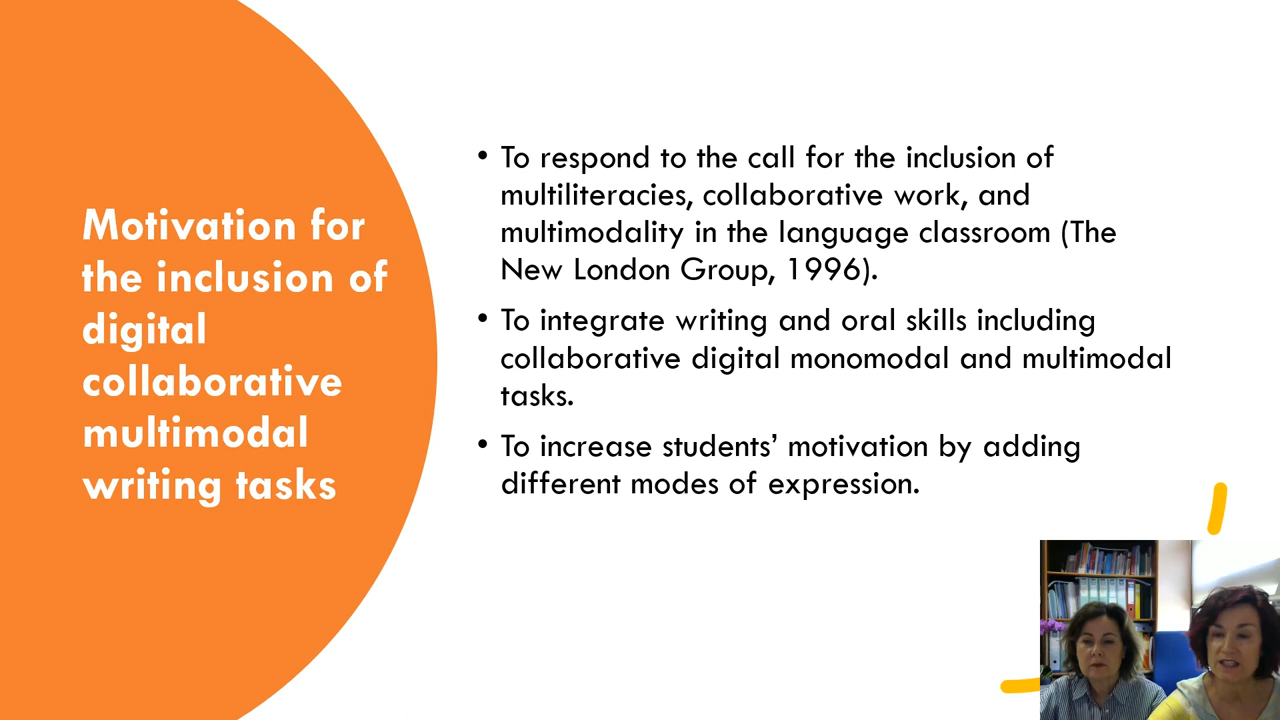 Motivation for
the inclusion of
digital
collaborative
multimodal
writing tasks
• To respond to the call for the inclusion of
multiliteracies, collaborative work, and
multimodality in the language classroom (The
New London Group, 1996).
• To integrate writing and oral skills including
collaborative digital monomodal and multimodal
tasks.
• To increase students’ motivation by adding
different modes of expression.